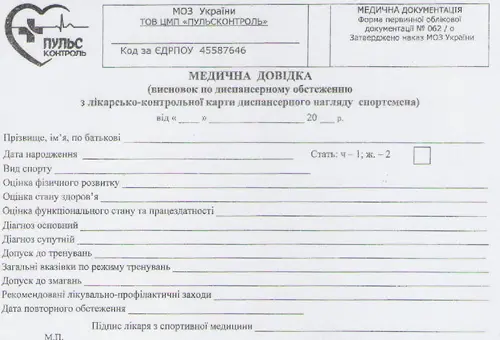 ПУЛЬС
КОНТРОЛЬ
МОЗ України
ТОВ ЦМП «ПУЛЬСКОНТРОЛЬ»
Код за ЄДРПОУ 45587646
МЕДИЧНА ДОКУМЕНТАЦІЯ
Форма первинної облікової
документації № 062 / о
Затверджено наказ МОЗ України
МЕДИЧНА ДОВІДКА
(висновок по диспансерному обстеженню
з лікарсько-контрольної карти диспансерного нагляду спортсмена)
від « ___ » __________ 20 ___ р.
Прізвище, ім’я, по батькові
Дата народження Стать: ч – 1; ж. – 2
Вид спорту
Оцінка фізичного розвитку
Оцінка стану здоров’я
Оцінка функціонального стану та працездатності
Діагноз основний
Діагноз супутній
Допуск до тренувань
Загальні вказівки по режиму тренувань
Допуск до змагань
Рекомендовані лікувально-профілактичні заходи
Дата повторного обстеження
Підпис лікаря з спортивної медицини
М.П.